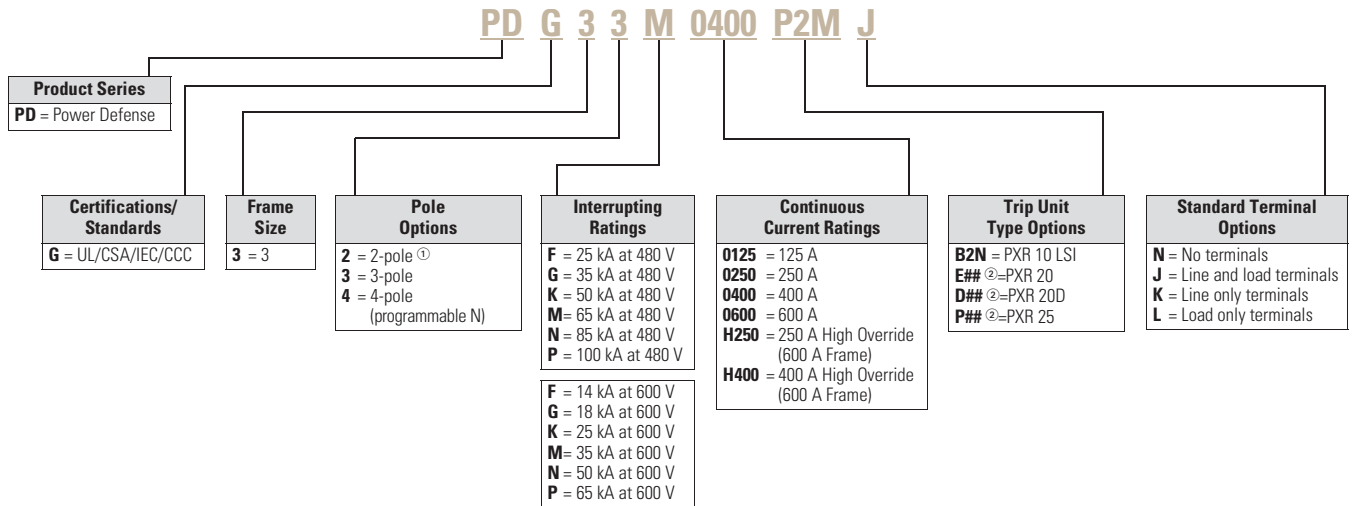 PD G 3 3 M 0400 P2M J
Product Series
PD = Power Defense
Certifications/
Standards
G = UL/CSA/IEC/CCC
Frame
Size
3 = 3
Pole
Options
2 = 2-pole ①
3 = 3-pole
4 = 4-pole
(programmable N)
Interrupting
Ratings
F = 25 kA at 480 V
G = 35 kA at 480 V
K = 50 kA at 480 V
M= 65 kA at 480 V
N = 85 kA at 480 V
P = 100 kA at 480 V
F = 14 kA at 600 V
G = 18 kA at 600 V
K = 25 kA at 600 V
M= 35 kA at 600 V
N = 50 kA at 600 V
P = 65 kA at 600 V
Continuous
Current Ratings
0125 = 125 A
0250 = 250 A
0400 = 400 A
0600 = 600 A
H250 = 250 A High Override
(600 A Frame)
H400 = 400 A High Override
(600 A Frame)
Trip Unit
Type Options
B2N = PXR 10 LSI
E## ②=PXR 20
D## ②=PXR 20D
P## ②=PXR 25
Standard Terminal
Options
N = No terminals
J = Line and load terminals
K = Line only terminals
L = Load only terminals